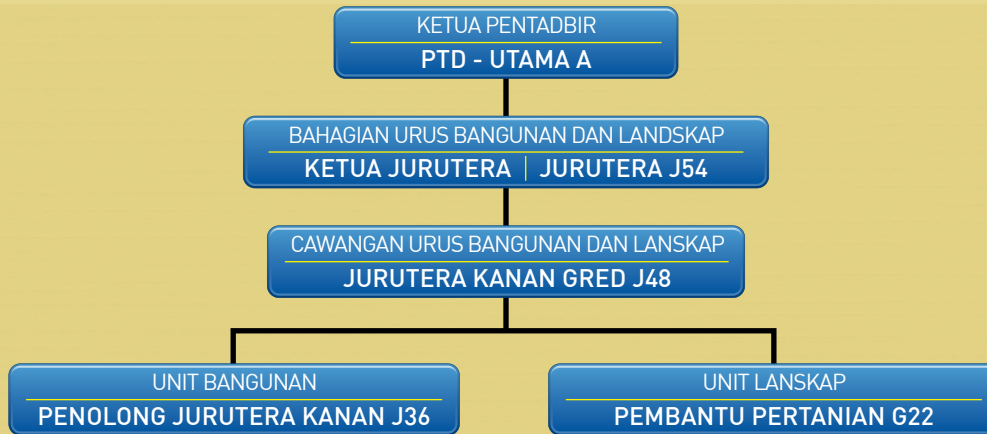 KETUA PENTADBIR
PTD - UTAMA A
BAHAGIAN URUS BANGUNAN DAN LANDSKAP
KETUA JURUTERA | JURUTERA J54
CAWANGAN URUS BANGUNAN DAN LANSKAP
JURUTERA KANAN GRED J48
UNIT BANGUNAN
PENOLONG JURUTERA KANAN J36
UNIT LANSKAP
PEMBANTU PERTANIAN G22